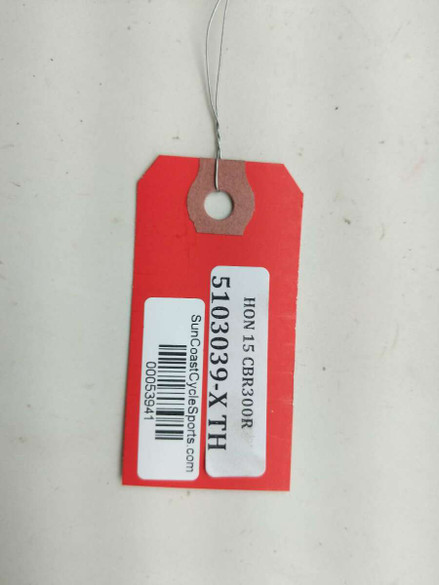 HON 15 CBR300R
5103039-X TH
SunCoastCycleSports.com
00053941